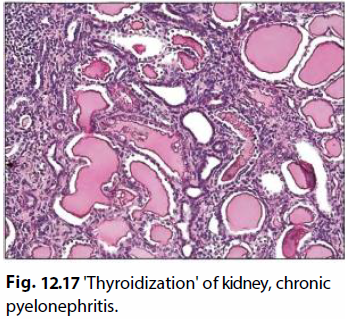 Fig. 12.17 'Thyroidization' of kidney, chronic
pyelonephritis.